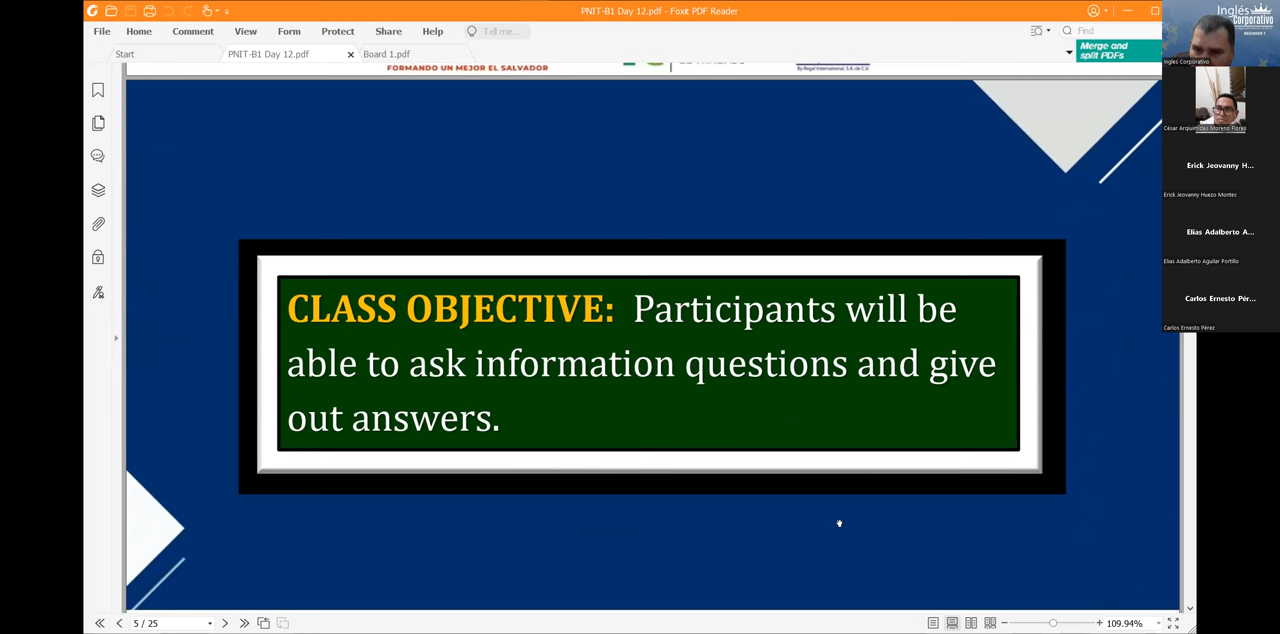 PNIT-B1 Day 12.pdf - Foxit PDF Reader
File Home Comment View Form Protect Share Help Tell me... Find
Start PNIT-B1 Day 12.pdf Board 1.pdf
Merge and
split PDFs
FORMANDO UN MEJOR EL SALVADOR
By Regal International, S.A. de C.V.
CLASS OBJECTIVE: Participants will be
able to ask information questions and give
out answers.
5 / 25
109.94%
Inglés
Corporativo
Ingles Corporativo
César Arquimides Moreno Flores
Erick Jeovanny H...
Erick Jeovanny Huezo Montes
Elias Adalberto A...
Elias Adalberto Aguilar Portillo
Carlos Ernesto Pér...
Carlos Ernesto Pérez